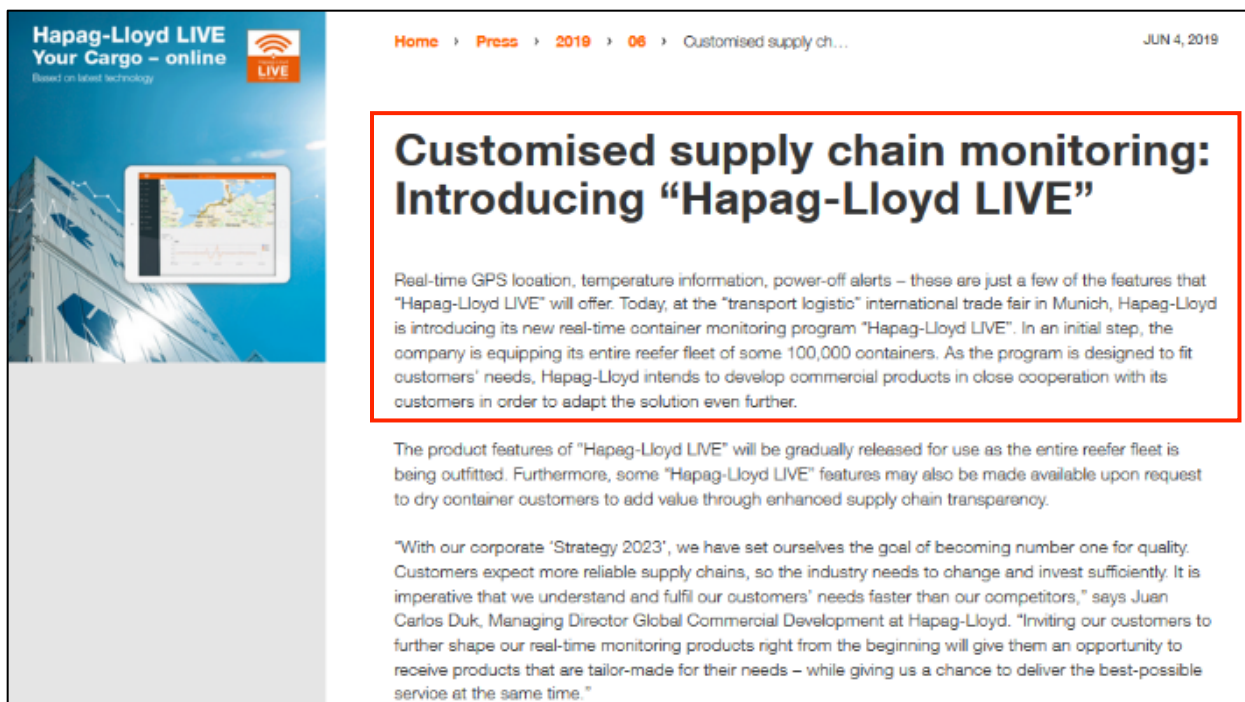 Hapag-Lloyd LIVE
Your Cargo – online
Based on latest technology
LIVE
Home › Press › 2019 › 06 › Customised supply ch...
JUN 4, 2019
Customised supply chain monitoring:
Introducing “Hapag-Lloyd LIVE”
Real-time GPS location, temperature information, power-off alerts – these are just a few of the features that
“Hapag-Lloyd LIVE” will offer. Today, at the “transport logistic” international trade fair in Munich, Hapag-Lloyd
is introducing its new real-time container monitoring program “Hapag-Lloyd LIVE”. In an initial step, the
company is equipping its entire reefer fleet of some 100,000 containers. As the program is designed to fit
customers’ needs, Hapag-Lloyd intends to develop commercial products in close cooperation with its
customers in order to adapt the solution even further.
The product features of “Hapag-Lloyd LIVE” will be gradually released for use as the entire reefer fleet is
being outfitted. Furthermore, some “Hapag-Lloyd LIVE” features may also be made available upon request
to dry container customers to add value through enhanced supply chain transparency.
“With our corporate ‘Strategy 2023’, we have set ourselves the goal of becoming number one for quality.
Customers expect more reliable supply chains, so the industry needs to change and invest sufficiently. It is
imperative that we understand and fulfil our customers’ needs faster than our competitors,” says Juan
Carlos Duk, Managing Director Global Commercial Development at Hapag-Lloyd. “Inviting our customers to
further shape our real-time monitoring products right from the beginning will give them an opportunity to
receive products that are tailor-made for their needs – while giving us a chance to deliver the best-possible
service at the same time.”